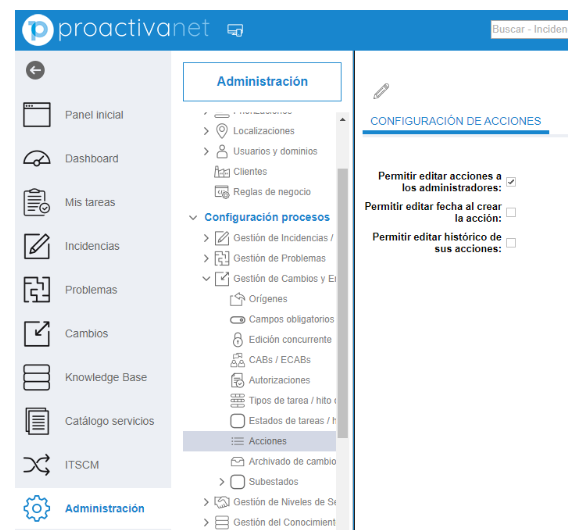 proactivanet
Buscar - Inciden
Panel inicial
Dashboard
Mis tareas
Incidencias
Problemas
Cambios
Knowledge Base
Catálogo servicios
ITSCM
Administración
Administración
Localizaciones
Usuarios y dominios
Clientes
Reglas de negocio
Configuración procesos
Gestión de Incidencias /
Gestión de Problemas
Gestión de Cambios y En
Orígenes
Campos obligatorios
Edición concurrente
CABs / ECABs
Autorizaciones
Tipos de tarea / hito
Estados de tareas / h
Acciones
Archivado de cambio
Subestados
Gestión de Niveles de Se
Gestión del Conocimient
CONFIGURACIÓN DE ACCIONES
Permitir editar acciones a
los administradores:
Permitir editar fecha al crear
la acción:
Permitir editar histórico de
sus acciones: